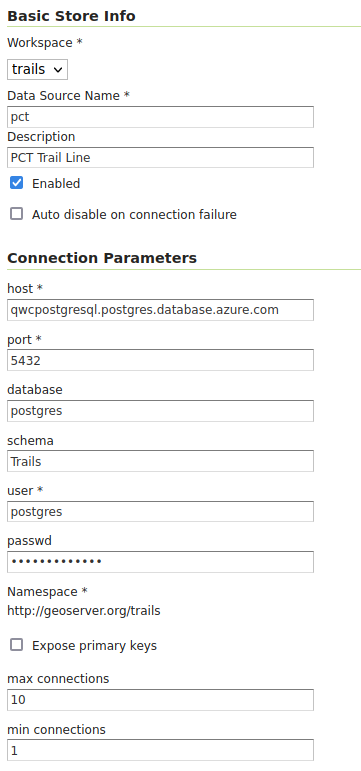 Basic Store Info
Workspace *
trails
Data Source Name *
pct
Description
PCT Trail Line
Enabled
Auto disable on connection failure
Connection Parameters
host *
qwcpostgresql.postgres.database.azure.com
port *
5432
database
postgres
schema
Trails
user *
postgres
passwd
•••••••••••••
Namespace *
http://geoserver.org/trails
Expose primary keys
max connections
10
min connections
1